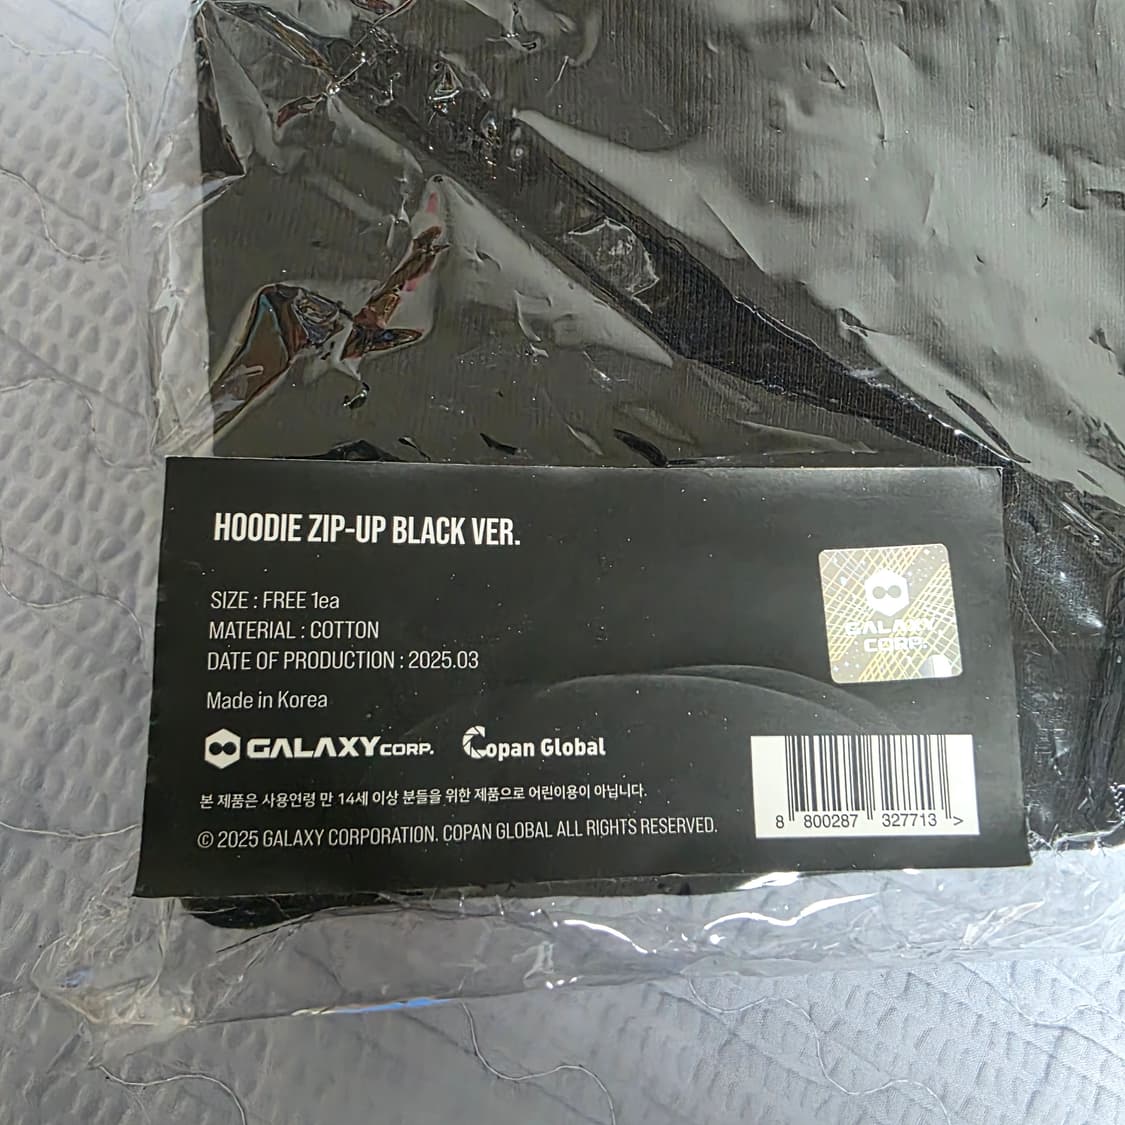 HOODIE ZIP-UP BLACK VER.
SIZE : FREE 1ea
MATERIAL : COTTON
DATE OF PRODUCTION : 2025.03
Made in Korea
GALAXY CORP.
Copan Global
본 제품은 사용연령 만 14세 이상 분들을 위한 제품으로 어린이용이 아닙니다.
© 2025 GALAXY CORPORATION. COPAN GLOBAL ALL RIGHTS RESERVED.
GALAXY
CORP.
8 800287 327713 >